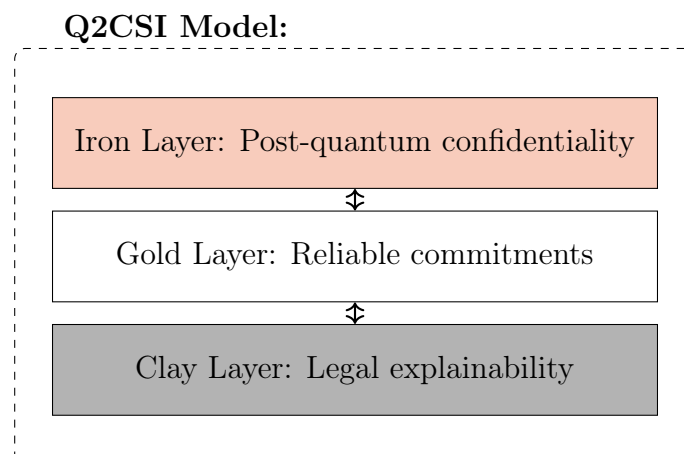 Q2CSI Model:
Iron Layer: Post-quantum confidentiality
Gold Layer: Reliable commitments
Clay Layer: Legal explainability